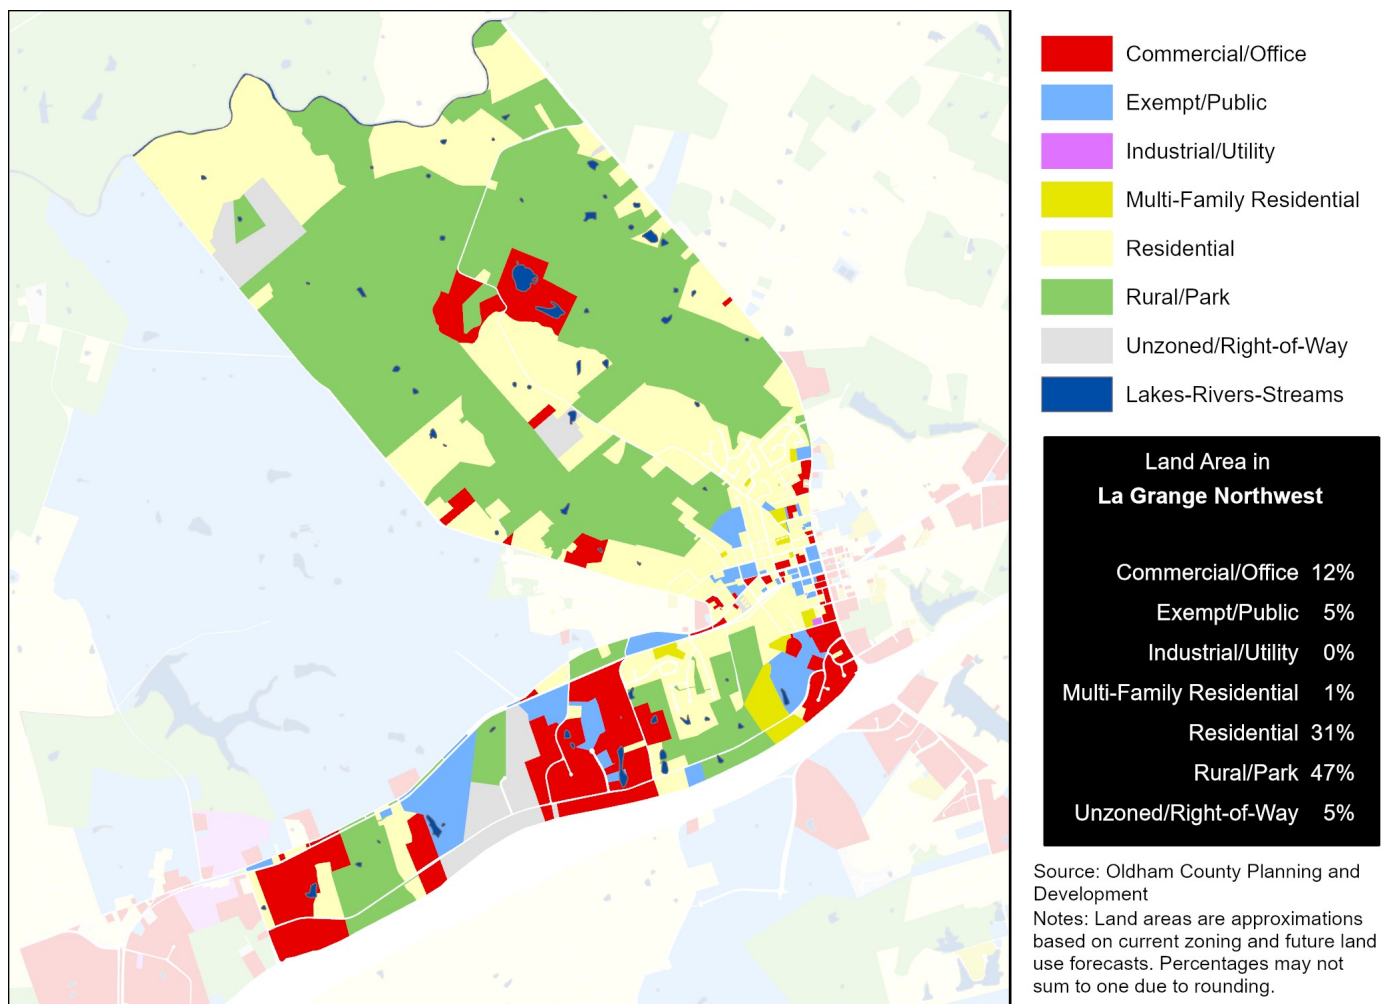 Commercial/Office
Exempt/Public
Industrial/Utility
Multi-Family Residential
Residential
Rural/Park
Unzoned/Right-of-Way
Lakes-Rivers-Streams
Land Area in
La Grange Northwest
Commercial/Office 12%
Exempt/Public 5%
Industrial/Utility 0%
Multi-Family Residential 1%
Residential 31%
Rural/Park 47%
Unzoned/Right-of-Way 5%
Source: Oldham County Planning and
Development
Notes: Land areas are approximations
based on current zoning and future land
use forecasts. Percentages may not
sum to one due to rounding.